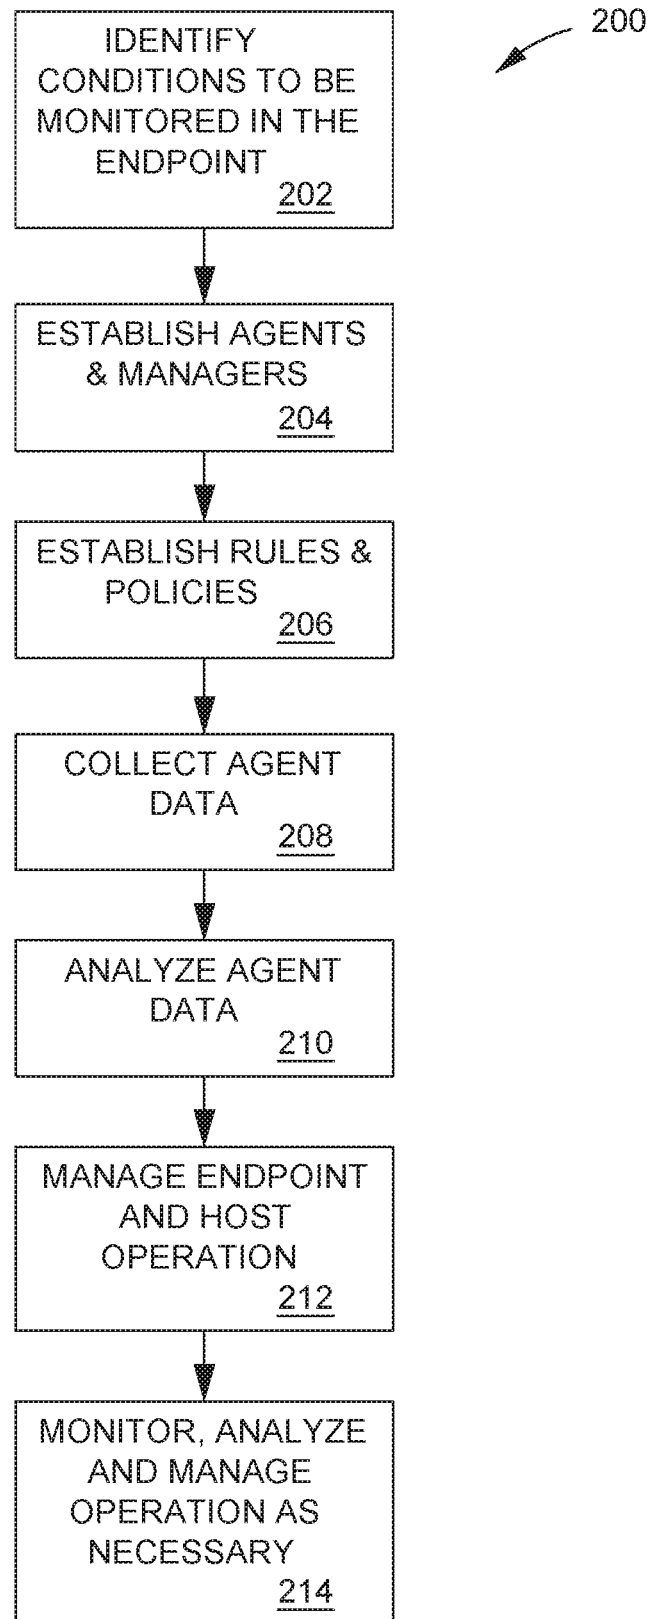 200
IDENTIFY
CONDITIONS TO BE
MONITORED IN THE
ENDPOINT
202
ESTABLISH AGENTS
& MANAGERS
204
ESTABLISH RULES &
POLICIES
206
COLLECT AGENT
DATA
208
ANALYZE AGENT
DATA
210
MANAGE ENDPOINT
AND HOST
OPERATION
212
MONITOR, ANALYZE
AND MANAGE
OPERATION AS
NECESSARY
214